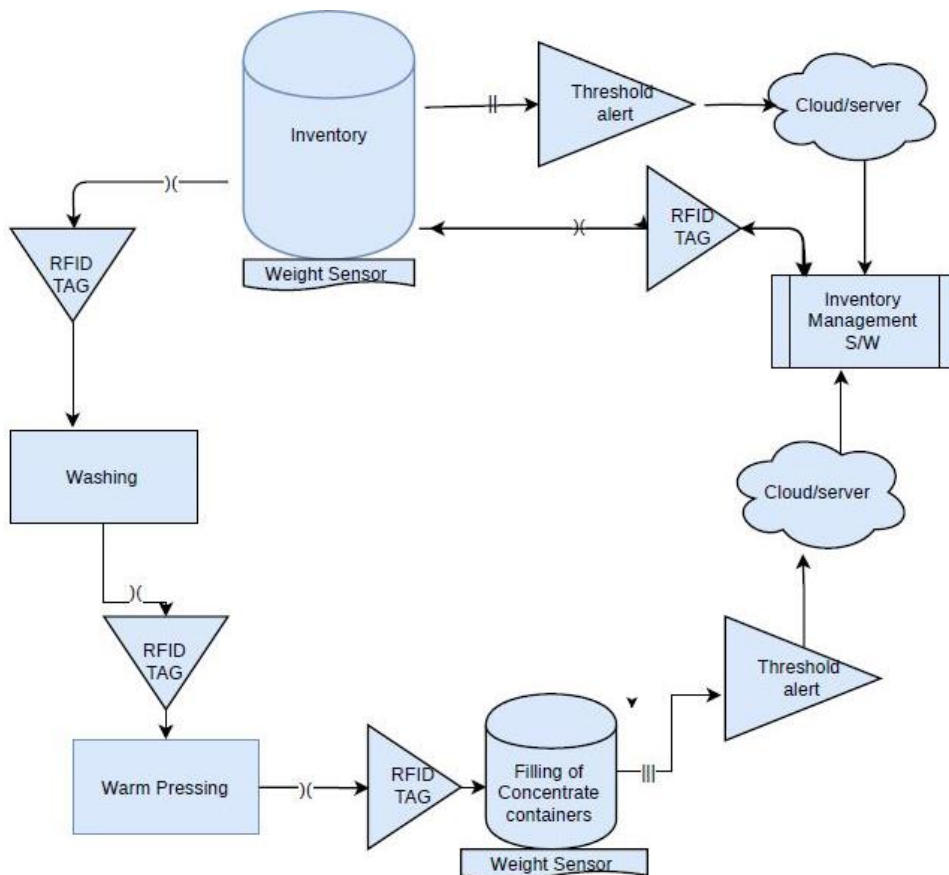 Inventory
Weight Sensor
||
Threshold
alert
Cloud/server
)(
RFID
TAG
)(
RFID
TAG
Inventory
Management
S/W
Washing
)(
RFID
TAG
Warm Pressing
)(
RFID
TAG
Filling of
Concentrate
containers
Weight Sensor
|||
Threshold
alert
Cloud/server